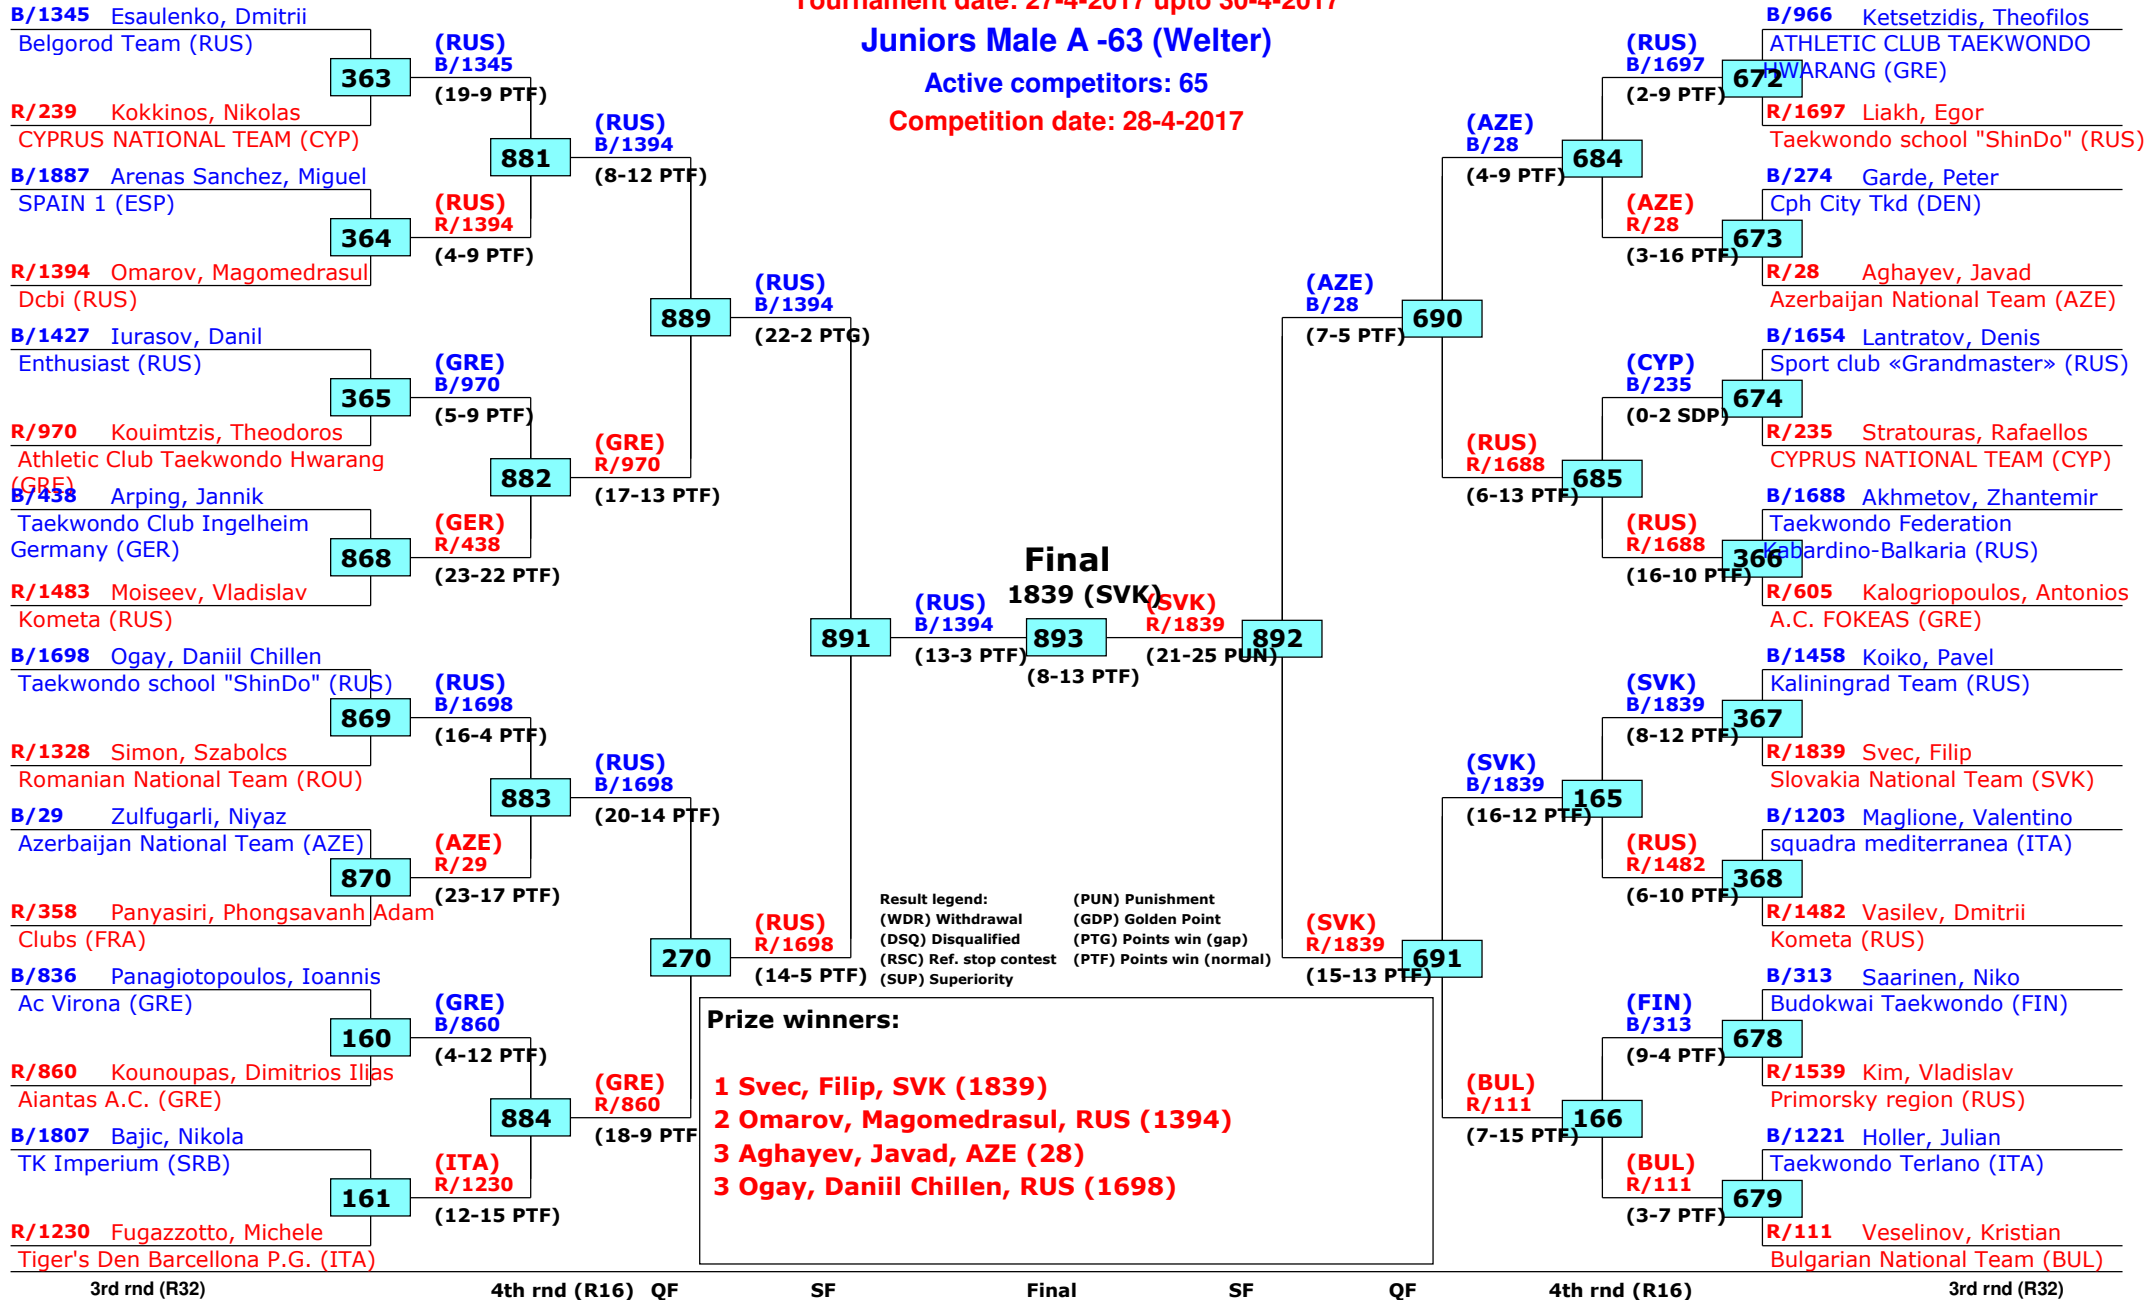 Tournament date: 27-4-2017 upto 30-4-2017
Juniors Male A -63 (Welter)
Active competitors: 65
Competition date: 28-4-2017
B/1345 Esaulenko, Dmitrii
Belgorod Team (RUS)
363
R/239 Kokkinos, Nikolas
CYPRUS NATIONAL TEAM (CYP)
B/1887 Arenas Sanchez, Miguel
SPAIN 1 (ESP)
364
R/1394 Omarov, Magomedrasul
Dcbi (RUS)
B/1427 Iurasov, Danil
Enthusiast (RUS)
365
R/970 Kouimtzis, Theodoros
Athletic Club Taekwondo Hwarang
(GRE)
B/438 Arping, Jannik
Taekwondo Club Ingelheim
Germany (GER)
868
R/1483 Moiseev, Vladislav
Kometa (RUS)
B/1698 Ogay, Daniil Chillen
Taekwondo school "ShinDo" (RUS)
869
R/1328 Simon, Szabolcs
Romanian National Team (ROU)
B/29 Zulfugarli, Niyaz
Azerbaijan National Team (AZE)
870
R/358 Panyasiri, Phongsavanh Adam
Clubs (FRA)
B/836 Panagiotopoulos, Ioannis
Ac Virona (GRE)
160
R/860 Kounoupas, Dimitrios Ilias
Aiantas A.C. (GRE)
B/1807 Bajic, Nikola
TK Imperium (SRB)
161
R/1230 Fugazzotto, Michele
Tiger's Den Barcellona P.G. (ITA)
(RUS)
B/1345
(19-9 PTF)
881
(RUS)
R/1394
(4-9 PTF)
(GRE)
B/970
(5-9 PTF)
882
(GER)
R/438
(23-22 PTF)
(RUS)
B/1698
(16-4 PTF)
883
(AZE)
R/29
(23-17 PTF)
(GRE)
B/860
(4-12 PTF)
884
(ITA)
R/1230
(12-15 PTF)
(RUS)
B/1394
(8-12 PTF)
889
(GRE)
R/970
(17-13 PTF)
(RUS)
B/1698
(20-14 PTF)
270
(GRE)
R/860
(18-9 PTF
(RUS)
B/1394
(22-2 PTG)
891
(RUS)
R/1698
(14-5 PTF)
(RUS)
B/1394
(13-3 PTF)
Final
1839 (SVK)
893
(8-13 PTF)
(SVK)
R/1839
(21-25 PUN)
892
(AZE)
B/28
(7-5 PTF)
690
(SVK)
R/1839
(15-13 PTF)
691
(AZE)
B/28
(4-9 PTF)
684
(RUS)
R/1688
(6-13 PTF)
685
(SVK)
B/1839
(16-12 PTF)
165
(BUL)
R/111
(7-15 PTF)
166
(RUS)
B/1697
(2-9 PTF)
(AZE)
R/28
(3-16 PTF)
(CYP)
B/235
(0-2 SDP)
(RUS)
R/1688
(16-10 PTF)
(SVK)
B/1839
(8-12 PTF)
(RUS)
R/1482
(6-10 PTF)
(FIN)
B/313
(9-4 PTF)
(BUL)
R/111
(3-7 PTF)
B/966 Ketsetzidis, Theofilos
ATHLETIC CLUB TAEKWONDO
HWARANG (GRE)
672
R/1697 Liakh, Egor
Taekwondo school "ShinDo" (RUS)
B/274 Garde, Peter
Cph City Tkd (DEN)
673
R/28 Aghayev, Javad
Azerbaijan National Team (AZE)
B/1654 Lantratov, Denis
Sport club «Grandmaster» (RUS)
674
R/235 Stratouras, Rafaellos
CYPRUS NATIONAL TEAM (CYP)
B/1688 Akhmetov, Zhantemir
Taekwondo Federation
Kabardino-Balkaria (RUS)
366
R/605 Kalogriopoulos, Antonios
A.C. FOKEAS (GRE)
B/1458 Koiko, Pavel
Kaliningrad Team (RUS)
367
R/1839 Svec, Filip
Slovakia National Team (SVK)
B/1203 Maglione, Valentino
squadra mediterranea (ITA)
368
R/1482 Vasilev, Dmitrii
Kometa (RUS)
B/313 Saarinen, Niko
Budokwai Taekwondo (FIN)
678
R/1539 Kim, Vladislav
Primorsky region (RUS)
B/1221 Holler, Julian
Taekwondo Terlano (ITA)
679
R/111 Veselinov, Kristian
Bulgarian National Team (BUL)
Result legend: (PUN) Punishment
(WDR) Withdrawal (GDP) Golden Point
(DSQ) Disqualified (PTG) Points win (gap)
(RSC) Ref. stop contest (PTF) Points win (normal)
(SUP) Superiority
Prize winners:
1 Svec, Filip, SVK (1839)
2 Omarov, Magomedrasul, RUS (1394)
3 Aghayev, Javad, AZE (28)
3 Ogay, Daniil Chillen, RUS (1698)
3rd rnd (R32) 4th rnd (R16) QF SF Final SF QF 4th rnd (R16) 3rd rnd (R32)